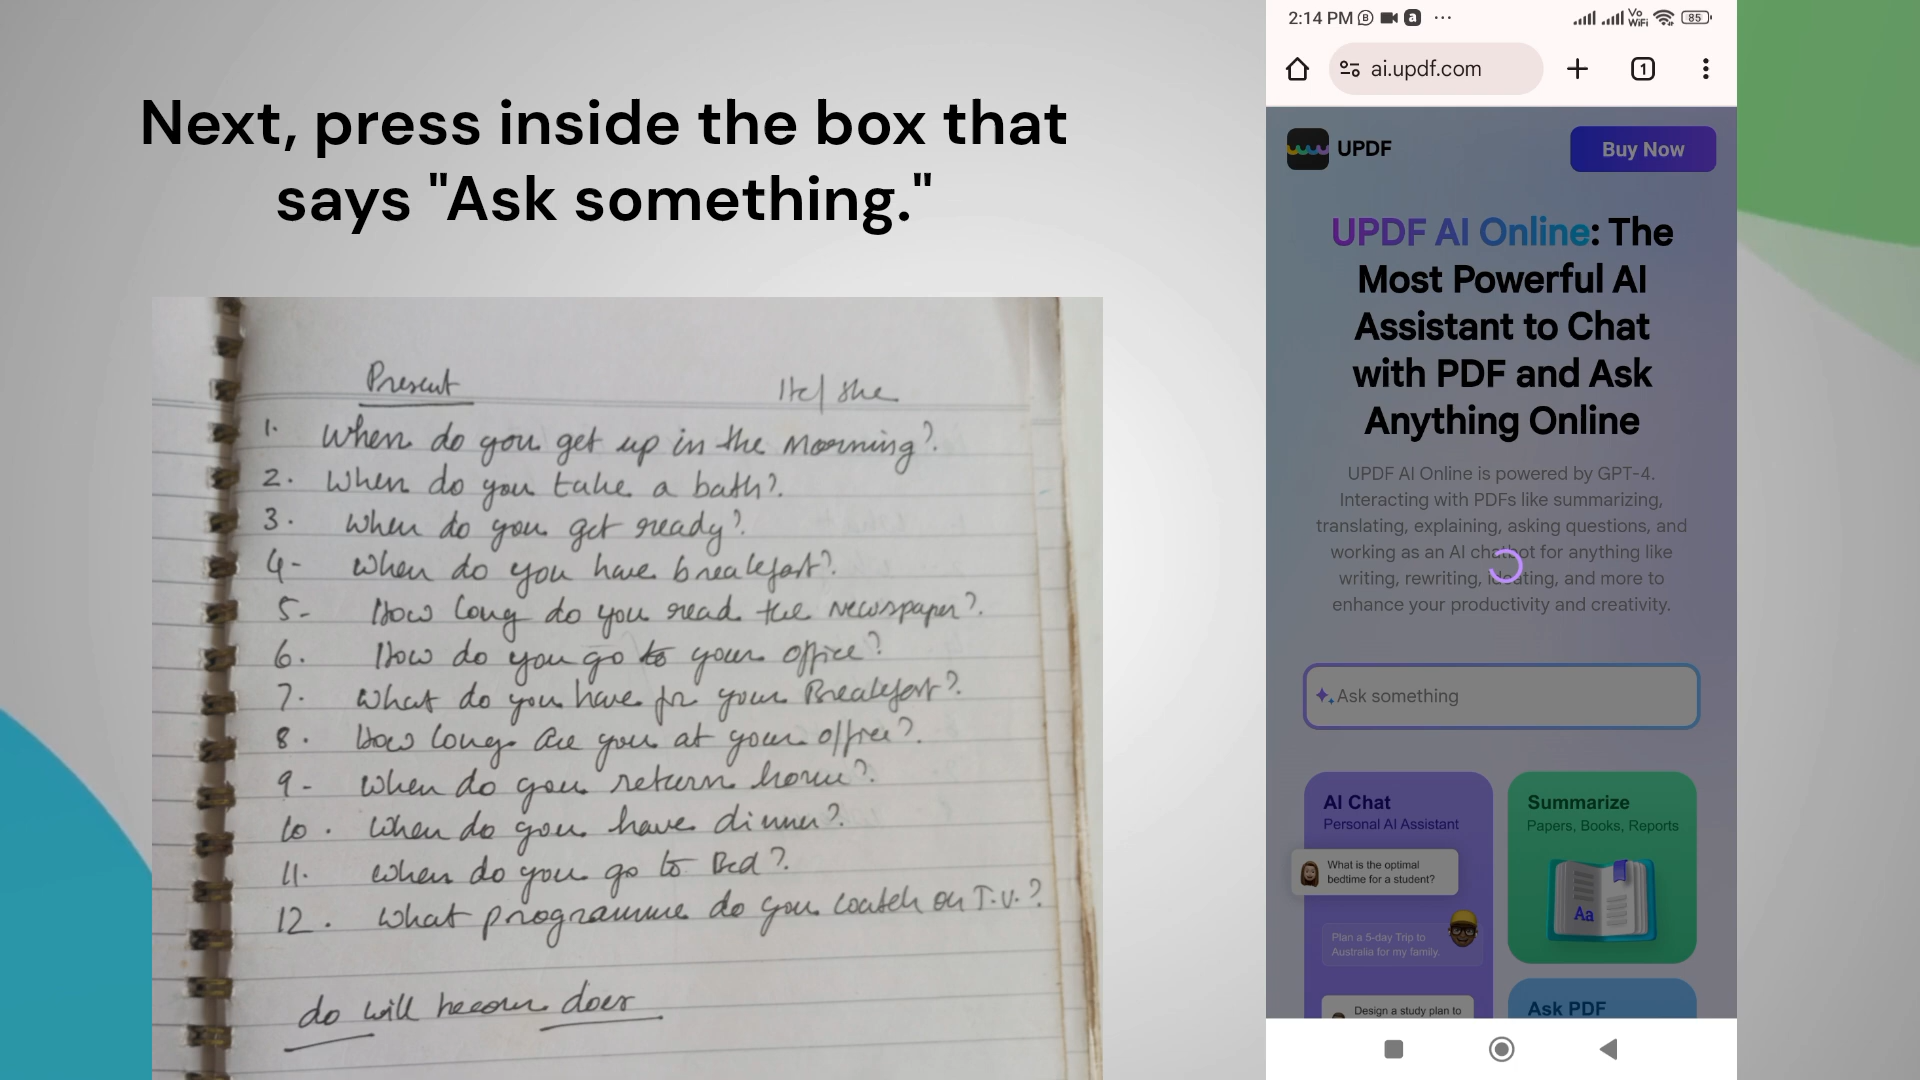 Next, press inside the box that
says "Ask something."
Present He/she
1. When do you get up in the morning?
2. When do you take a bath?
3. When do you get ready?
4- When do you have breakfast?
5- How long do you read the Newspaper?
6. How do you go to your office?
7. What do you have for your Breakfast?
8. How long are you at your office?
9- When do you return home?
10. When do you have dinner?
11. When do you go to Bed?
12. What programme do you watch on T.V.?
do will become does
2:14 PM B a ... Vo WiFi 85
ai.updf.com 1
UPDF Buy Now
UPDF AI Online: The
Most Powerful AI
Assistant to Chat
with PDF and Ask
Anything Online
UPDF AI Online is powered by GPT-4.
Interacting with PDFs like summarizing,
translating, explaining, asking questions, and
working as an AI chatbot for anything like
writing, rewriting, ideating, and more to
enhance your productivity and creativity.
Ask something
AI Chat
Personal AI Assistant
What is the optimal
bedtime for a student?
Plan a 5-day Trip to
Australia for my family.
Design a study plan to
Summarize
Papers, Books, Reports
Aa
Ask PDF